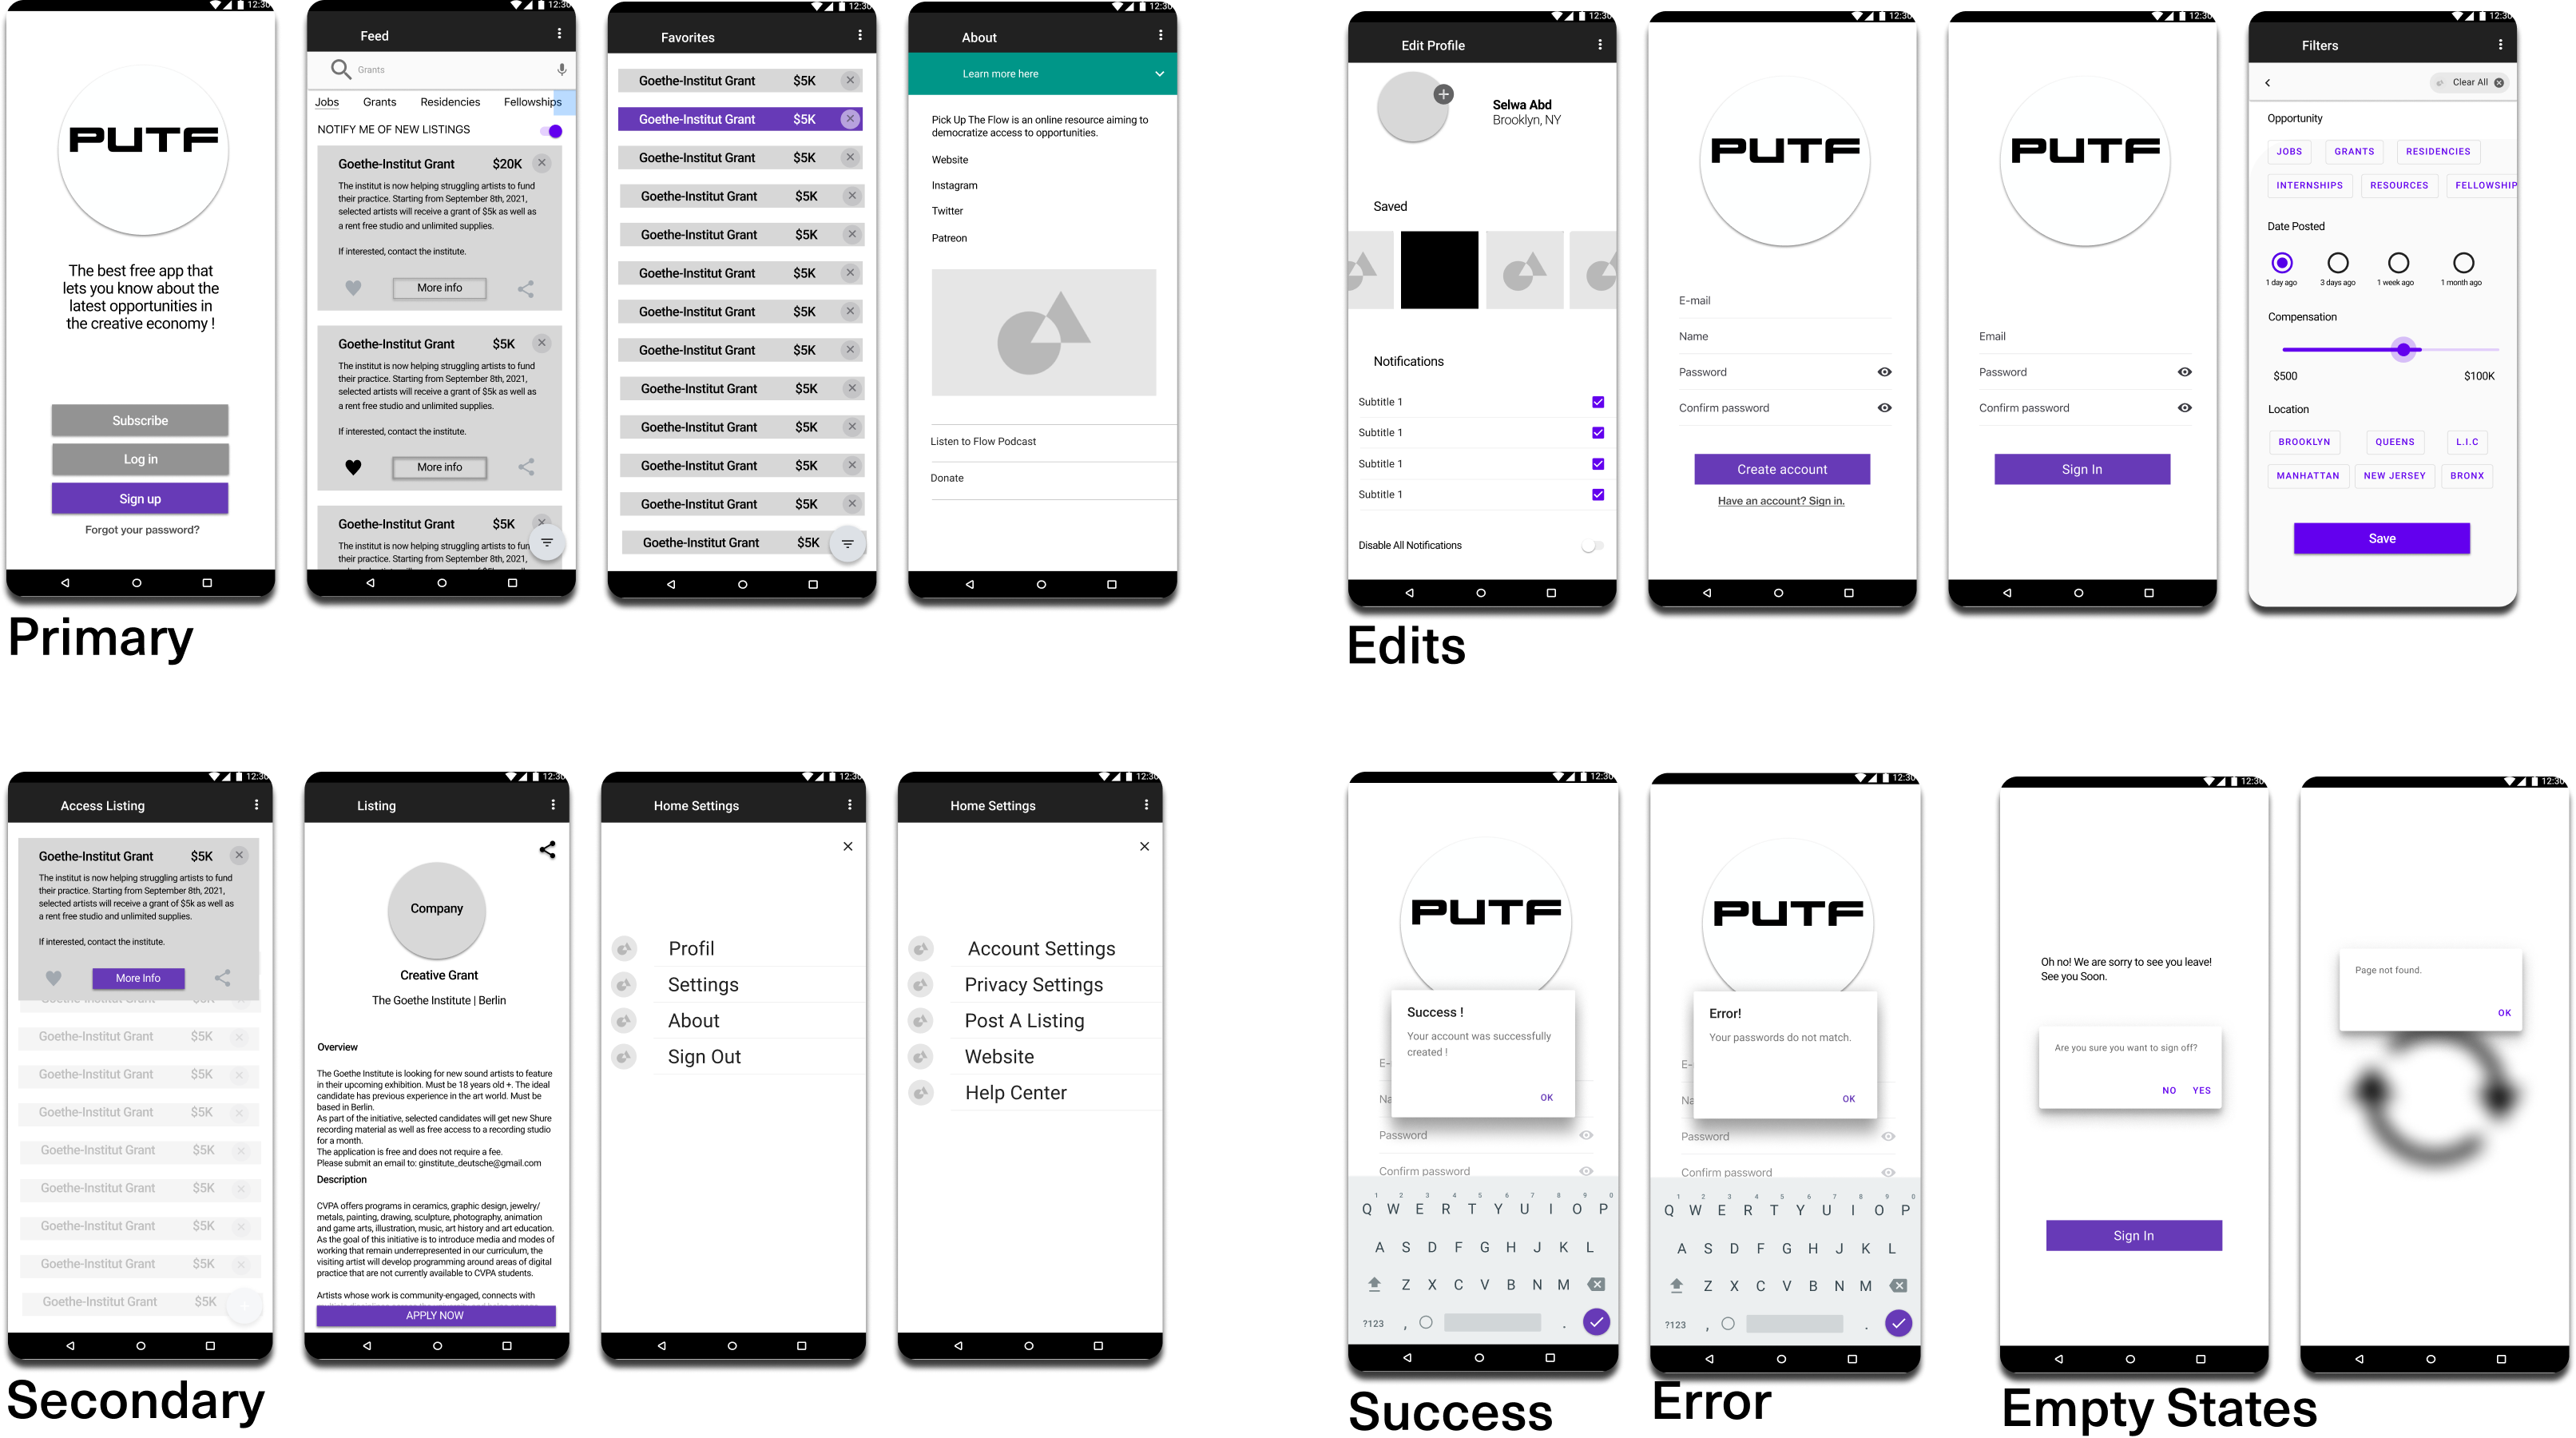 12:30
PUTF
The best free app that
lets you know about the
latest opportunities in
the creative economy !
Subscribe
Log in
Sign up
Forgot your password?
12:30
Feed
Grants
Jobs Grants Residencies Fellowships
NOTIFY ME OF NEW LISTINGS
Goethe-Institut Grant $20K
The institut is now helping struggling artists to fund
their practice. Starting from September 8th, 2021,
selected artists will receive a grant of $5k as well as
a rent free studio and unlimited supplies.
If interested, contact the institute.
More info
Goethe-Institut Grant $5K
The institut is now helping struggling artists to fund
their practice. Starting from September 8th, 2021,
selected artists will receive a grant of $5k as well as
a rent free studio and unlimited supplies.
If interested, contact the institute.
More info
Goethe-Institut Grant $5K
The institut is now helping struggling artists to fun
their practice. Starting from September 8th, 2021,
12:30
Favorites
Goethe-Institut Grant $5K
Goethe-Institut Grant $5K
Goethe-Institut Grant $5K
Goethe-Institut Grant $5K
Goethe-Institut Grant $5K
Goethe-Institut Grant $5K
Goethe-Institut Grant $5K
Goethe-Institut Grant $5K
Goethe-Institut Grant $5K
Goethe-Institut Grant $5K
Goethe-Institut Grant $5K
Goethe-Institut Grant $5K
Goethe-Institut Grant $5K
12:30
About
Learn more here
Pick Up The Flow is an online resource aiming to
democratize access to opportunities.
Website
Instagram
Twitter
Patreon
Listen to Flow Podcast
Donate
Primary
12:30
Edit Profile
Selwa Abd
Brooklyn, NY
Saved
Notifications
Subtitle 1
Subtitle 1
Subtitle 1
Subtitle 1
Disable All Notifications
12:30
PUTF
E-mail
Name
Password
Confirm password
Create account
Have an account? Sign in.
12:30
PUTF
Email
Password
Confirm password
Sign In
12:30
Filters
Clear All
Opportunity
JOBS GRANTS RESIDENCIES
INTERNSHIPS RESOURCES FELLOWSHIP
Date Posted
1 day ago 3 days ago 1 week ago 1 month ago
Compensation
$500 $100K
Location
BROOKLYN QUEENS L.I.C
MANHATTAN NEW JERSEY BRONX
Save
Edits
12:30
Access Listing
Goethe-Institut Grant $5K
The institut is now helping struggling artists to fund
their practice. Starting from September 8th, 2021,
selected artists will receive a grant of $5k as well as
a rent free studio and unlimited supplies.
If interested, contact the institute.
More Info
Goethe-Institut Grant $5K
Goethe-Institut Grant $5K
Goethe-Institut Grant $5K
Goethe-Institut Grant $5K
Goethe-Institut Grant $5K
Goethe-Institut Grant $5K
Goethe-Institut Grant $5K
Goethe-Institut Grant $5K
Goethe-Institut Grant $5K
12:30
Listing
Company
Creative Grant
The Goethe Institute | Berlin
Overview
The Goethe Institute is looking for new sound artists to feature
in their upcoming exhibition. Must be 18 years old +. The ideal
candidate has previous experience in the art world. Must be
based in Berlin.
As part of the initiative, selected candidates will get new Shure
recording material as well as free access to a recording studio
for a month.
The application is free and does not require a fee.
Please submit an email to: ginstitute_deutsche@gmail.com
Description
CVPA offers programs in ceramics, graphic design, jewelry/
metals, painting, drawing, sculpture, photography, animation
and game arts, illustration, music, art history and art education.
As the goal of this initiative is to introduce media and modes of
working that remain underrepresented in our curriculum, the
visiting artist will develop programming around areas of digital
practice that are not currently available to CVPA students.
Artists whose work is community-engaged, connects with
APPLY NOW
12:30
Home Settings
Profil
Settings
About
Sign Out
12:30
Home Settings
Account Settings
Privacy Settings
Post A Listing
Website
Help Center
Secondary
12:30
PUTF
Success !
Your account was successfully
created !
OK
E-
Na
Password
Confirm password
1 2 3 4 5 6 7 8 9 0
Q W E R T Y U I O P
A S D F G H J K L
Z X C V B N M
?123 , .
Success
12:30
PUTF
Error!
Your passwords do not match.
OK
E-
Na
Password
Confirm password
1 2 3 4 5 6 7 8 9 0
Q W E R T Y U I O P
A S D F G H J K L
Z X C V B N M
?123 , .
Error
12:30
Oh no! We are sorry to see you leave!
See you Soon.
Are you sure you want to sign off?
NO YES
Sign In
12:30
Page not found.
OK
Empty States